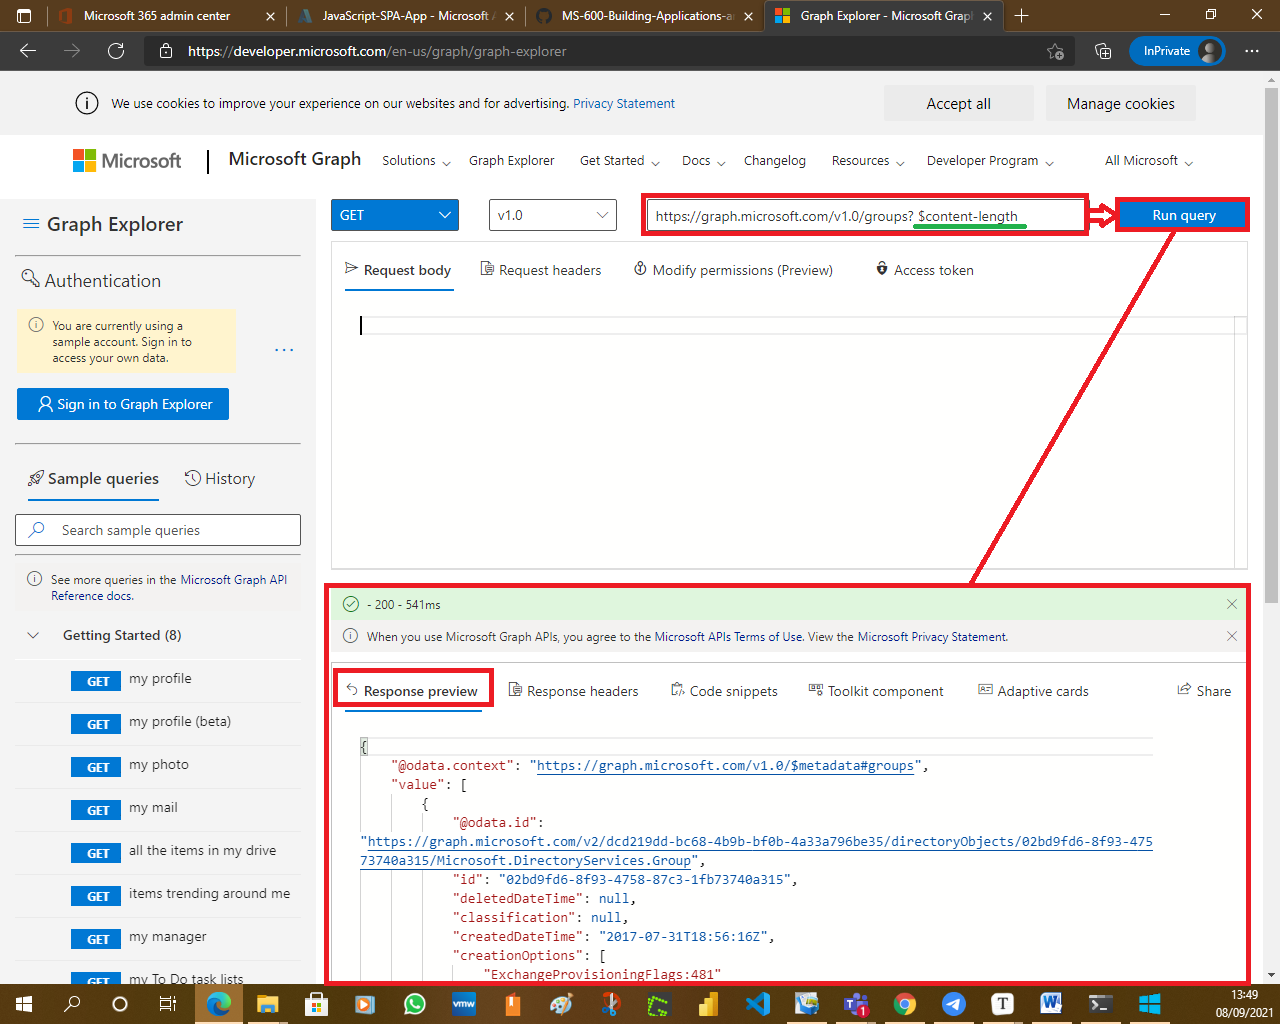 Microsoft 365 admin center
JavaScript-SPA-App - Microsoft A
MS-600-Building-Applications-a
Graph Explorer - Microsoft Graph
https://developer.microsoft.com/en-us/graph/graph-explorer
InPrivate
We use cookies to improve your experience on our websites and for advertising. Privacy Statement
Accept all
Manage cookies
Microsoft
Microsoft Graph
Solutions
Graph Explorer
Get Started
Docs
Changelog
Resources
Developer Program
All Microsoft
Graph Explorer
GET
v1.0
https://graph.microsoft.com/v1.0/groups? $content-length
Run query
Authentication
You are currently using a
sample account. Sign in to
access your own data.
...
Sign in to Graph Explorer
Request body
Request headers
Modify permissions (Preview)
Access token
Sample queries
History
Search sample queries
See more queries in the Microsoft Graph API
Reference docs.
Getting Started (8)
GET my profile
GET my profile (beta)
GET my photo
GET my mail
GET all the items in my drive
GET items trending around me
GET my manager
GET my To Do task lists
- 200 - 541ms
When you use Microsoft Graph APIs, you agree to the Microsoft APIs Terms of Use. View the Microsoft Privacy Statement.
Response preview
Response headers
Code snippets
Toolkit component
Adaptive cards
Share
{
"@odata.context": "https://graph.microsoft.com/v1.0/$metadata#groups",
"value": [
{
"@odata.id":
"https://graph.microsoft.com/v2/dcd219dd-bc68-4b9b-bf0b-4a33a796be35/directoryObjects/02bd9fd6-8f93-475
73740a315/Microsoft.DirectoryServices.Group",
"id": "02bd9fd6-8f93-4758-87c3-1fb73740a315",
"deletedDateTime": null,
"classification": null,
"createdDateTime": "2017-07-31T18:56:16Z",
"creationOptions": [
"ExchangeProvisioningFlags:481"
vmw
1
T
13:49
08/09/2021